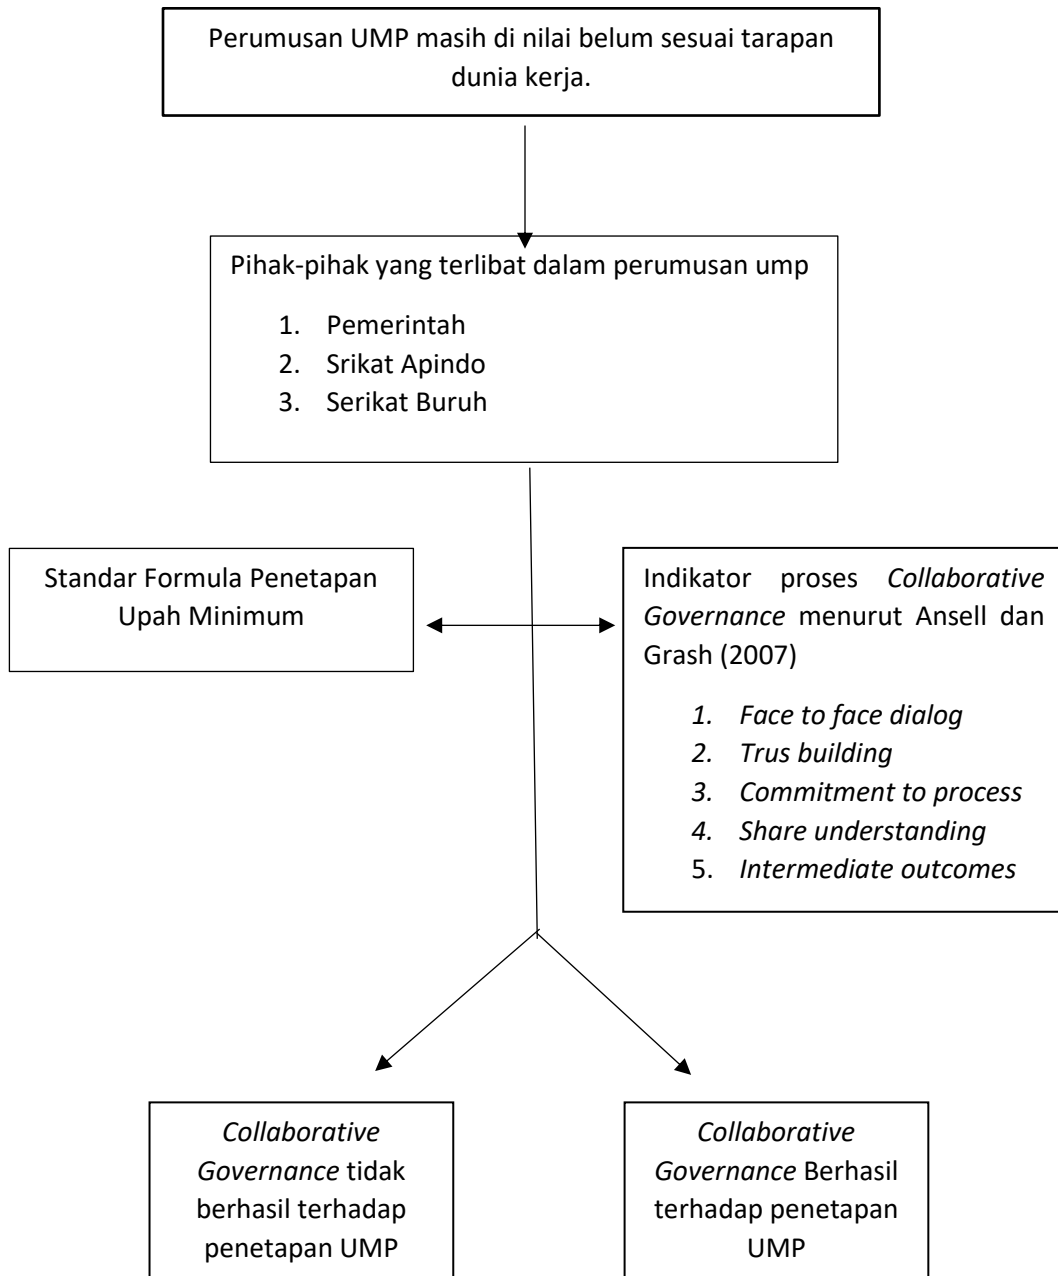 Perumusan UMP masih di nilai belum sesuai tarapan
dunia kerja.
Pihak-pihak yang terlibat dalam perumusan ump
1. Pemerintah
2. Srikat Apindo
3. Serikat Buruh
Standar Formula Penetapan
Upah Minimum
Indikator proses Collaborative
Governance menurut Ansell dan
Grash (2007)
1. Face to face dialog
2. Trus building
3. Commitment to process
4. Share understanding
5. Intermediate outcomes
Collaborative
Governance tidak
berhasil terhadap
penetapan UMP
Collaborative
Governance Berhasil
terhadap penetapan
UMP